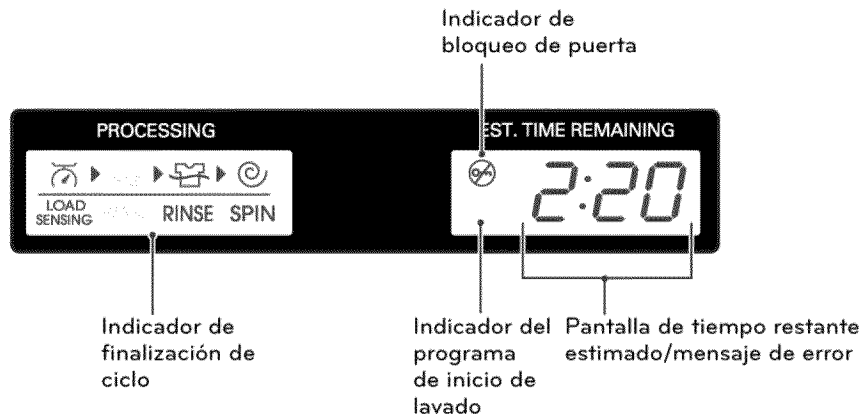 Indicador de
bloqueo de puerta
PROCESSING
EST. TIME REMAINING
LOAD
SENSING
RINSE SPIN
2:20
Indicador de
finalización de
ciclo
Indicador del
programa
de inicio de
lavado
Pantalla de tiempo restante
estimado/mensaje de error